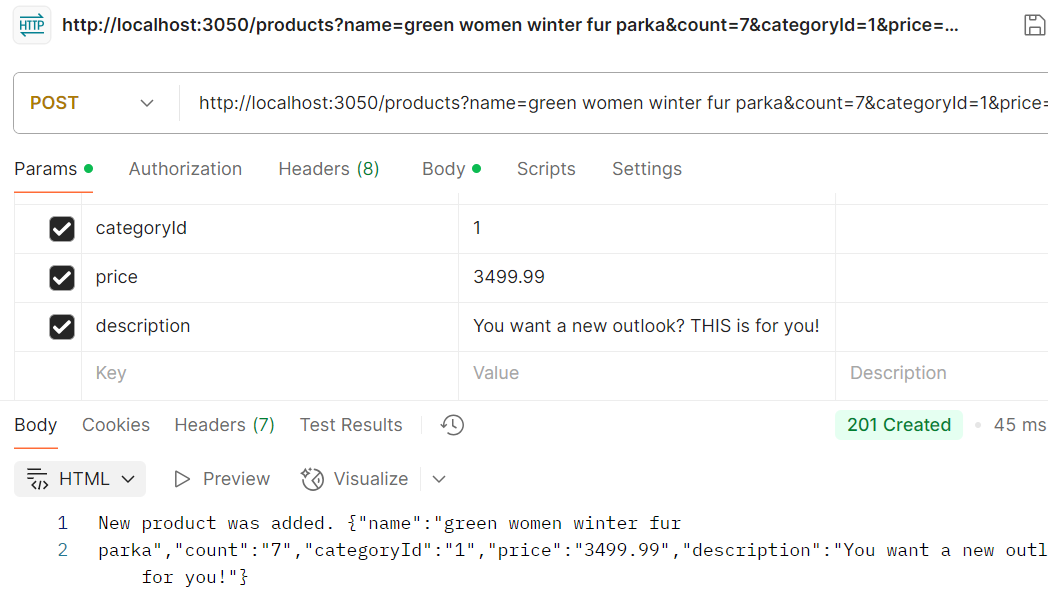 HTTP http://localhost:3050/products?name=green women winter fur parka&count=7&categoryId=1&price=...
POST http://localhost:3050/products?name=green women winter fur parka&count=7&categoryId=1&price=
Params Authorization Headers (8) Body Scripts Settings
categoryId 1
price 3499.99
description You want a new outlook? THIS is for you!
Key Value Description
Body Cookies Headers (7) Test Results 201 Created 45 ms
HTML Preview Visualize
1 New product was added. {"name":"green women winter fur
2 parka","count":"7","categoryId":"1","price":"3499.99","description":"You want a new outl
for you!"}